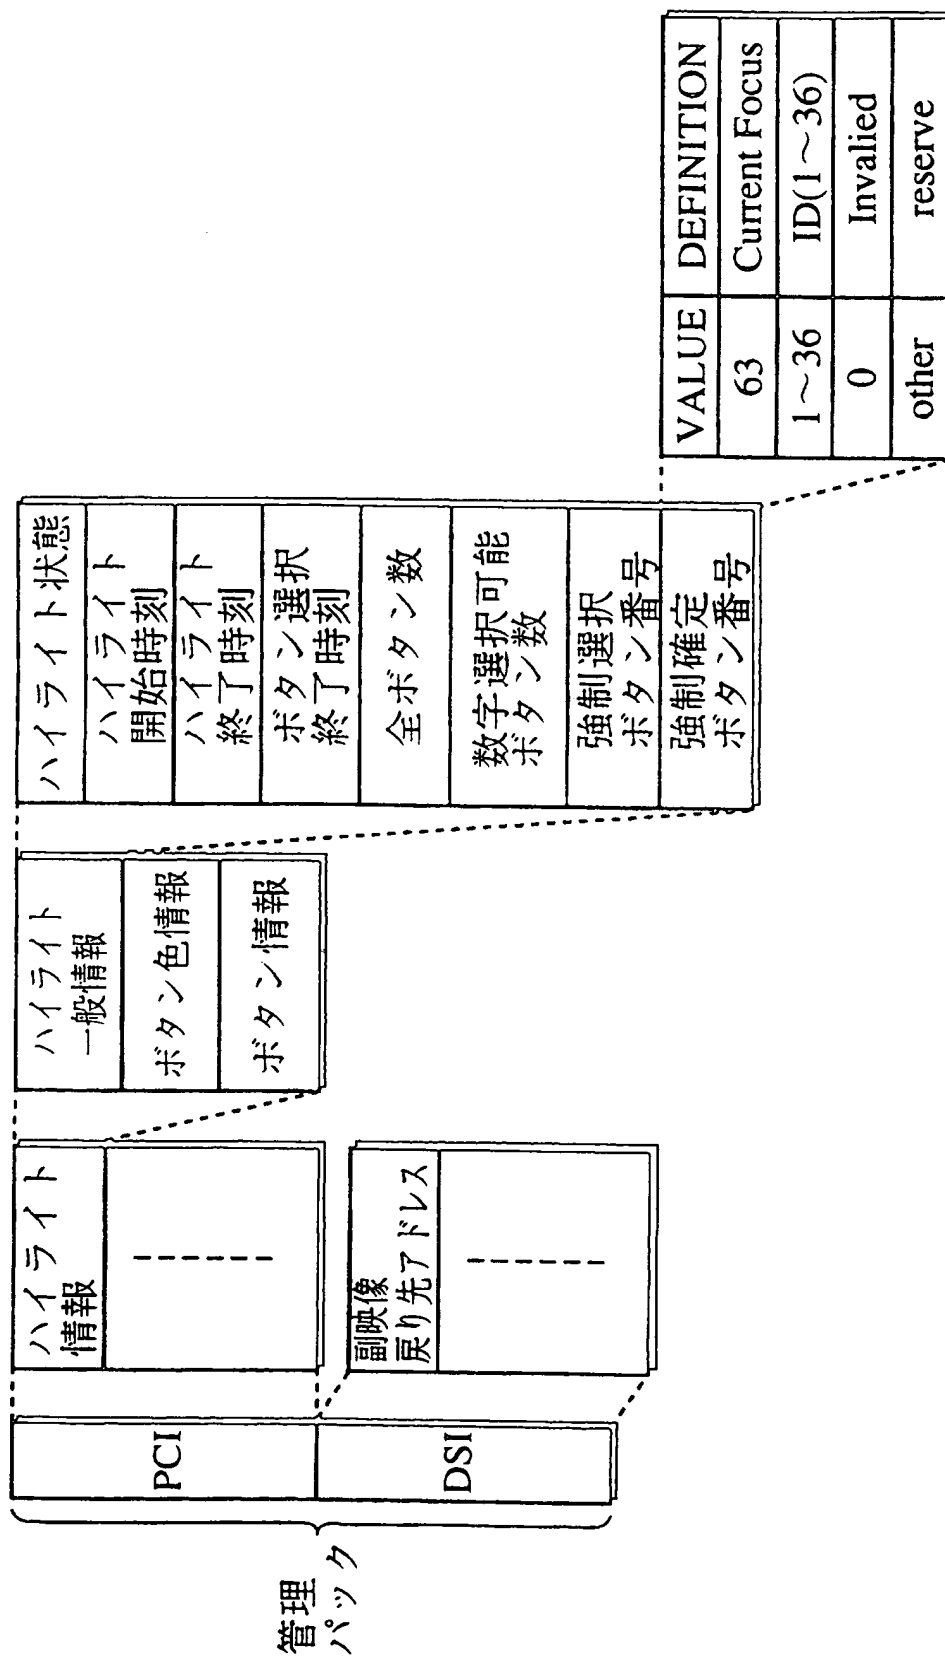 管理
パック
PCI
DSI
ハイライト
情報
副映像
戻り先アドレス
ハイライト
一般情報
ボタン色情報
ボタン情報
ハイライト状態
ハイライト
開始時刻
ハイライト
終了時刻
ボタン選択
終了時刻
全ボタン数
数字選択可能
ボタン数
強制選択
ボタン番号
強制確定
ボタン番号
VALUE DEFINITION
63 Current Focus
1～36 ID(1～36)
0 Invalied
other reserve